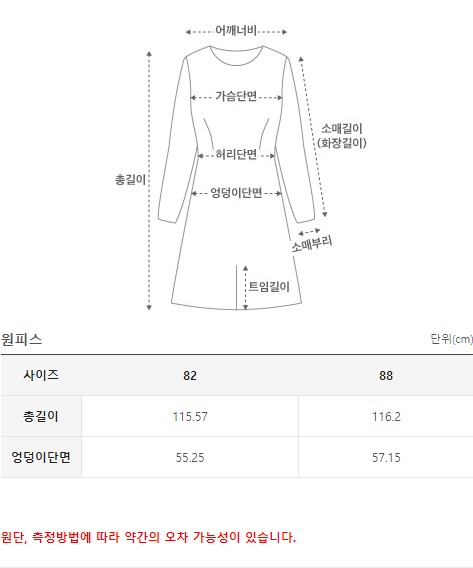 어깨너비
가슴단면
소매길이
(화장길이)
허리단면
총길이
엉덩이단면
소매부리
트임길이
원피스 단위(cm)
사이즈 82 88
총길이 115.57 116.2
엉덩이단면 55.25 57.15
원단, 측정방법에 따라 약간의 오차 가능성이 있습니다.